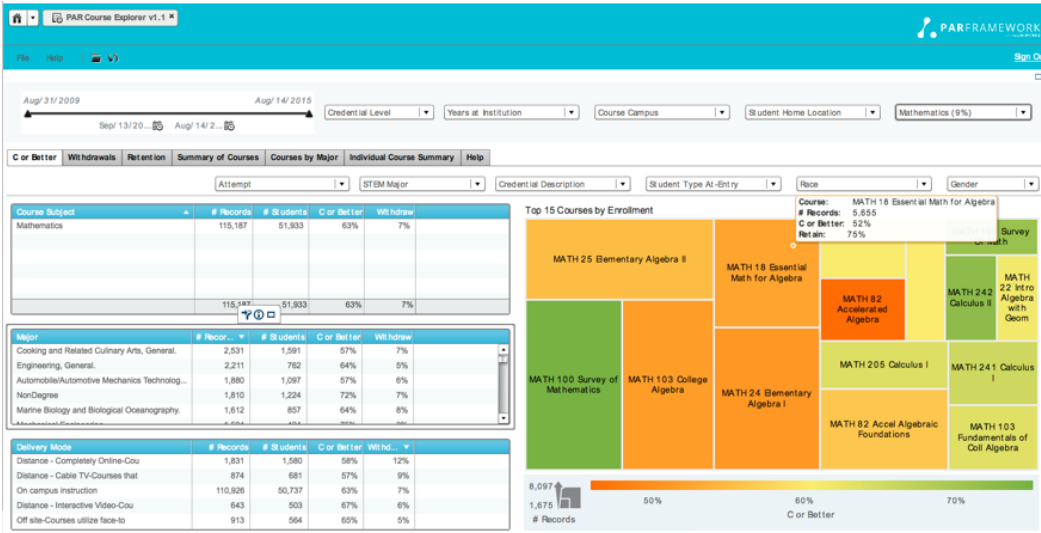 PAR Course Explorer v1.1 ×
PARFRAMEWORK
File Help
Sign Ou
Aug/31/2009
Aug/14/2015
Sep/13/20... Aug/14/2...
Credential Level
Years at Institution
Course Campus
Student Home Location
Mathematics (9%)
C or Better Withdrawals Retention Summary of Courses Courses by Major Individual Course Summary Help
Attempt
STEM Major
Credential Description
Student Type At-Entry
Race
Gender
Course Subject # Records # Students C or Better Withdraw
Mathematics 115,187 51,933 63% 7%
115,187 51,933 63% 7%
Major # Recor... # Students C or Better Withdraw
Cooking and Related Culinary Arts, General. 2,531 1,591 57% 7%
Engineering, General. 2,211 762 64% 5%
Automobile/Automotive Mechanics Technolog... 1,880 1,097 57% 6%
NonDegree 1,810 1,224 72% 7%
Marine Biology and Biological Oceanography. 1,612 857 64% 8%
Delivery Mode # Records # Students C or Better Withd...
Distance - Completely Online-Cou 1,831 1,580 58% 12%
Distance - Cable TV-Courses that 874 681 57% 9%
On campus instruction 110,926 50,737 63% 7%
Distance - Interactive Video-Cou 643 503 67% 6%
Off site-Courses utilize face-to 913 564 65% 5%
Top 15 Courses by Enrollment
Course: MATH 18 Essential Math for Algebra
# Records: 5,655
C or Better: 52%
Retain: 75%
MATH 25 Elementary Algebra II
MATH 18 Essential
Math for Algebra
Survey
MATH 82
Accelerated
Algebra
MATH 242
Calculus II
MATH
22 Intro
Algebra
with
Geom
MATH 100 Survey of
Mathematics
MATH 103 College
Algebra
MATH 24 Elementary
Algebra I
MATH 205 Calculus I
MATH 241 Calculus
I
MATH 82 Accel Algebraic
Foundations
MATH 103
Fundamentals of
Coll Algebra
8,097
1,675
# Records
50% 60% 70%
C or Better